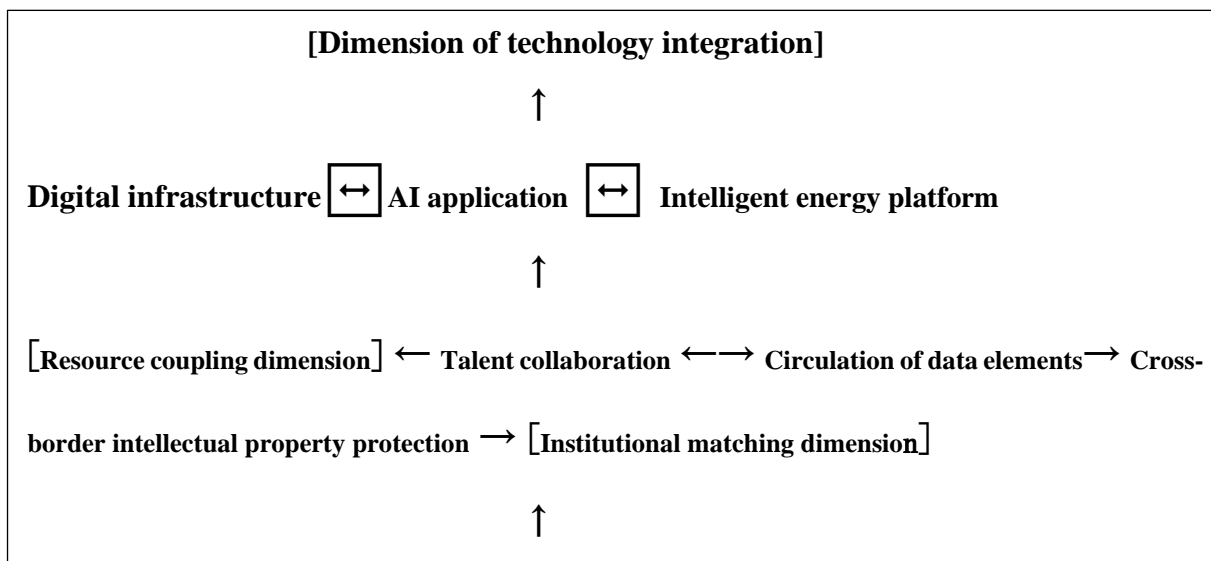 [Dimension of technology integration]
↑
Digital infrastructure ↔ AI application ↔ Intelligent energy platform
↑
[Resource coupling dimension] ← Talent collaboration ←→ Circulation of data elements → Cross-
border intellectual property protection → [Institutional matching dimension]
↑